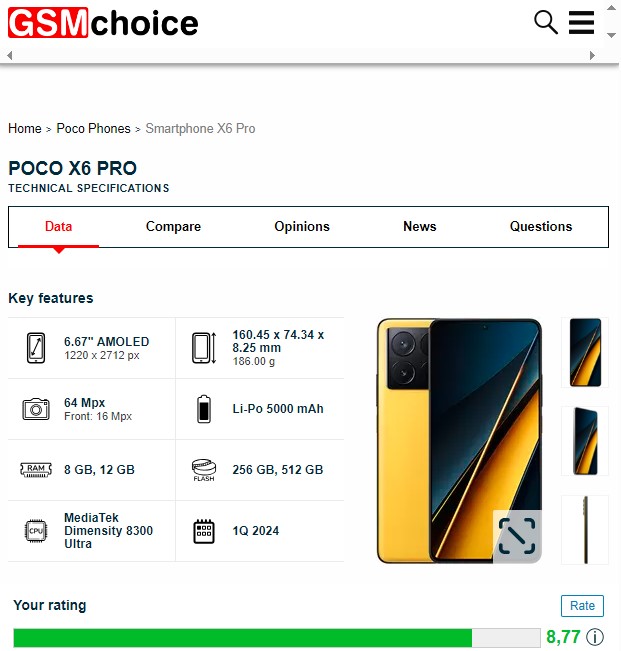 GSMchoice
Home > Poco Phones > Smartphone X6 Pro
POCO X6 PRO
TECHNICAL SPECIFICATIONS
Data Compare Opinions News Questions
Key features
6.67" AMOLED
1220 x 2712 px
160.45 x 74.34 x
8.25 mm
186.00 g
64 Mpx
Front: 16 Mpx
Li-Po 5000 mAh
RAM
8 GB, 12 GB
FLASH
256 GB, 512 GB
CPU
MediaTek
Dimensity 8300
Ultra
1Q 2024
Your rating
Rate
8,77